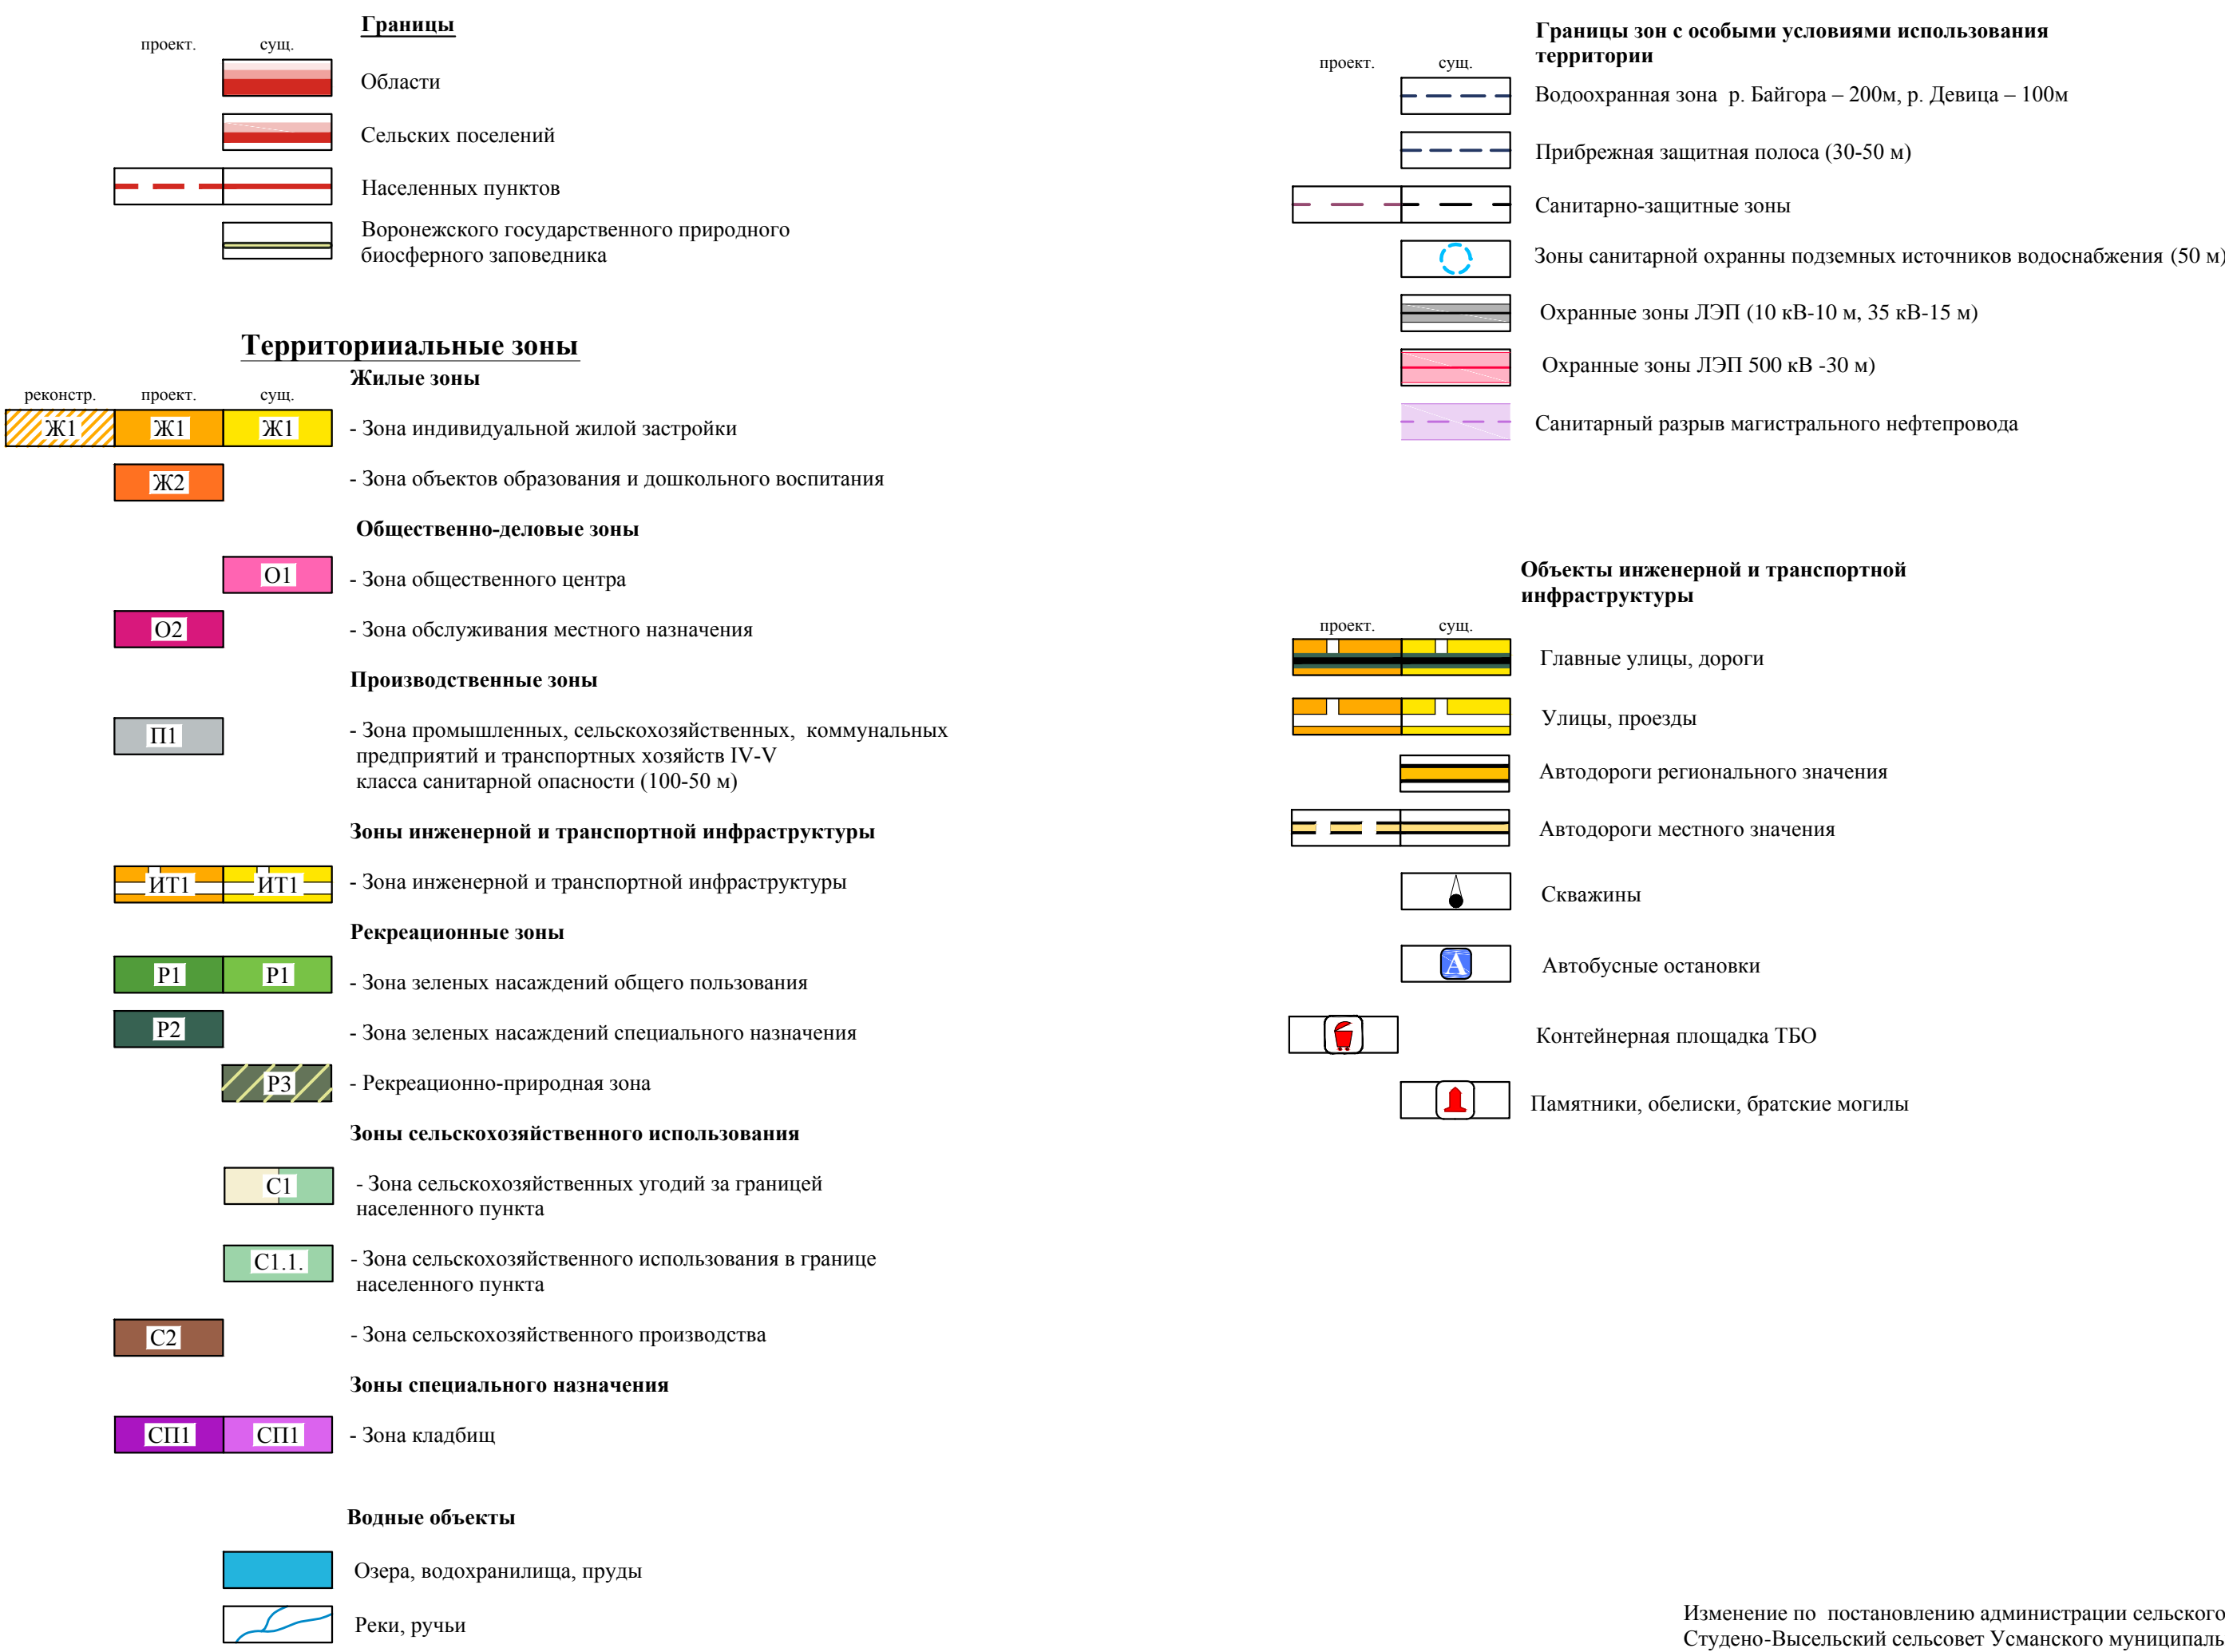 Границы
проект. сущ.
Области
Сельских поселений
Населенных пунктов
Воронежского государственного природного
биосферного заповедника
Территорииальные зоны
Жилые зоны
реконстр. проект. сущ.
Ж1 Ж1 Ж1 - Зона индивидуальной жилой застройки
Ж2 - Зона объектов образования и дошкольного воспитания
Общественно-деловые зоны
О1 - Зона общественного центра
О2 - Зона обслуживания местного назначения
Производственные зоны
П1 - Зона промышленных, сельскохозяйственных, коммунальных
предприятий и транспортных хозяйств IV-V
класса санитарной опасности (100-50 м)
Зоны инженерной и транспортной инфраструктуры
ИТ1 ИТ1 - Зона инженерной и транспортной инфраструктуры
Рекреационные зоны
Р1 Р1 - Зона зеленых насаждений общего пользования
Р2 - Зона зеленых насаждений специального назначения
Р3 - Рекреационно-природная зона
Зоны сельскохозяйственного использования
С1 - Зона сельскохозяйственных угодий за границей
населенного пункта
С1.1. - Зона сельскохозяйственного использования в границе
населенного пункта
С2 - Зона сельскохозяйственного производства
Зоны специального назначения
СП1 СП1 - Зона кладбищ
Водные объекты
Озера, водохранилища, пруды
Реки, ручьи
Границы зон с особыми условиями использования
территории
проект. сущ.
Водоохранная зона р. Байгора – 200м, р. Девица – 100м
Прибрежная защитная полоса (30-50 м)
Санитарно-защитные зоны
Зоны санитарной охранны подземных источников водоснабжения (50 м)
Охранные зоны ЛЭП (10 кВ-10 м, 35 кВ-15 м)
Охранные зоны ЛЭП 500 кВ -30 м)
Санитарный разрыв магистрального нефтепровода
Объекты инженерной и транспортной
инфраструктуры
проект. сущ.
Главные улицы, дороги
Улицы, проезды
Автодороги регионального значения
Автодороги местного значения
Скважины
А Автобусные остановки
Контейнерная площадка ТБО
Памятники, обелиски, братские могилы
Изменение по постановлению администрации сельского
Студено-Высельский сельсовет Усманского муниципаль